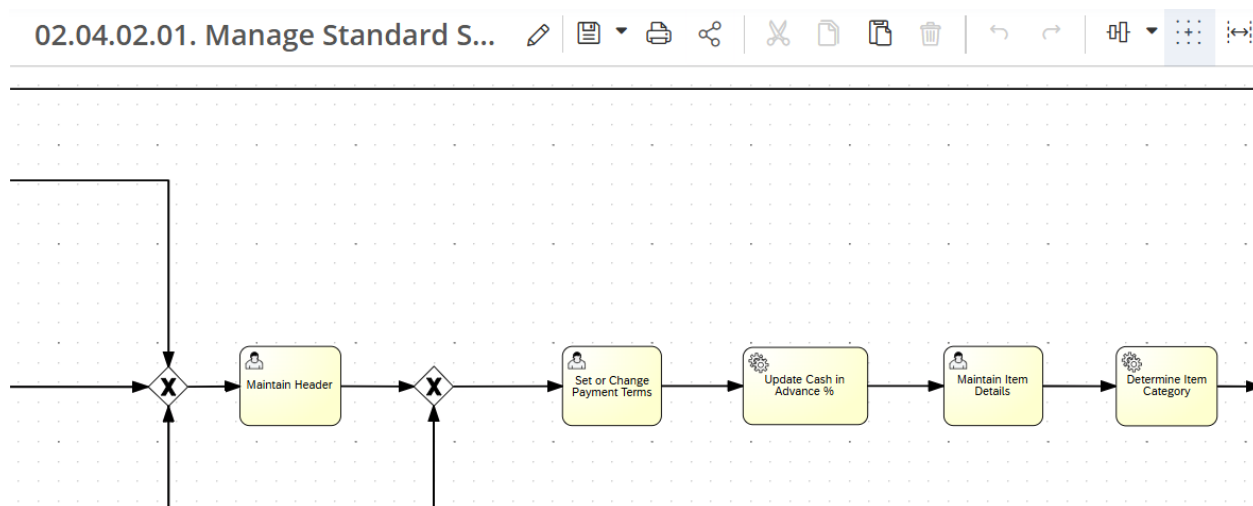 02.04.02.01. Manage Standard S...
Maintain Header
Set or Change
Payment Terms
Update Cash in
Advance %
Maintain Item
Details
Determine Item
Category